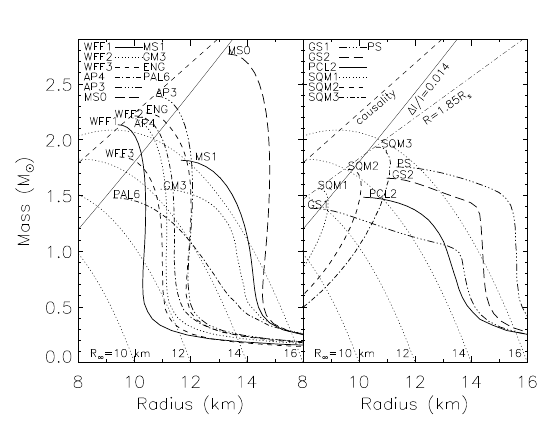 WFF1 MS1
WFF2 GM3
WFF3 ENG
AP4 PAL6
AP3
MS0
MS0
AP3
ENG
WFF2
WFF1
AP4
WFF3
MS1
GM3
PAL6
R∞=10 km 12 14 16
GS1 PS
GS2
PCL2
SQM1
SQM2
SQM3
causality
ΔI/I=0.014
R=1.85Rs
SQM3
SQM2
PS
GS2
SQM1
PCL2
GS1
R∞=10 km 12 14 16
2.5
2.0
1.5
1.0
0.5
0.0
Mass (M⊙)
8 10 12 14 8 10 12 14 16
Radius (km) Radius (km)